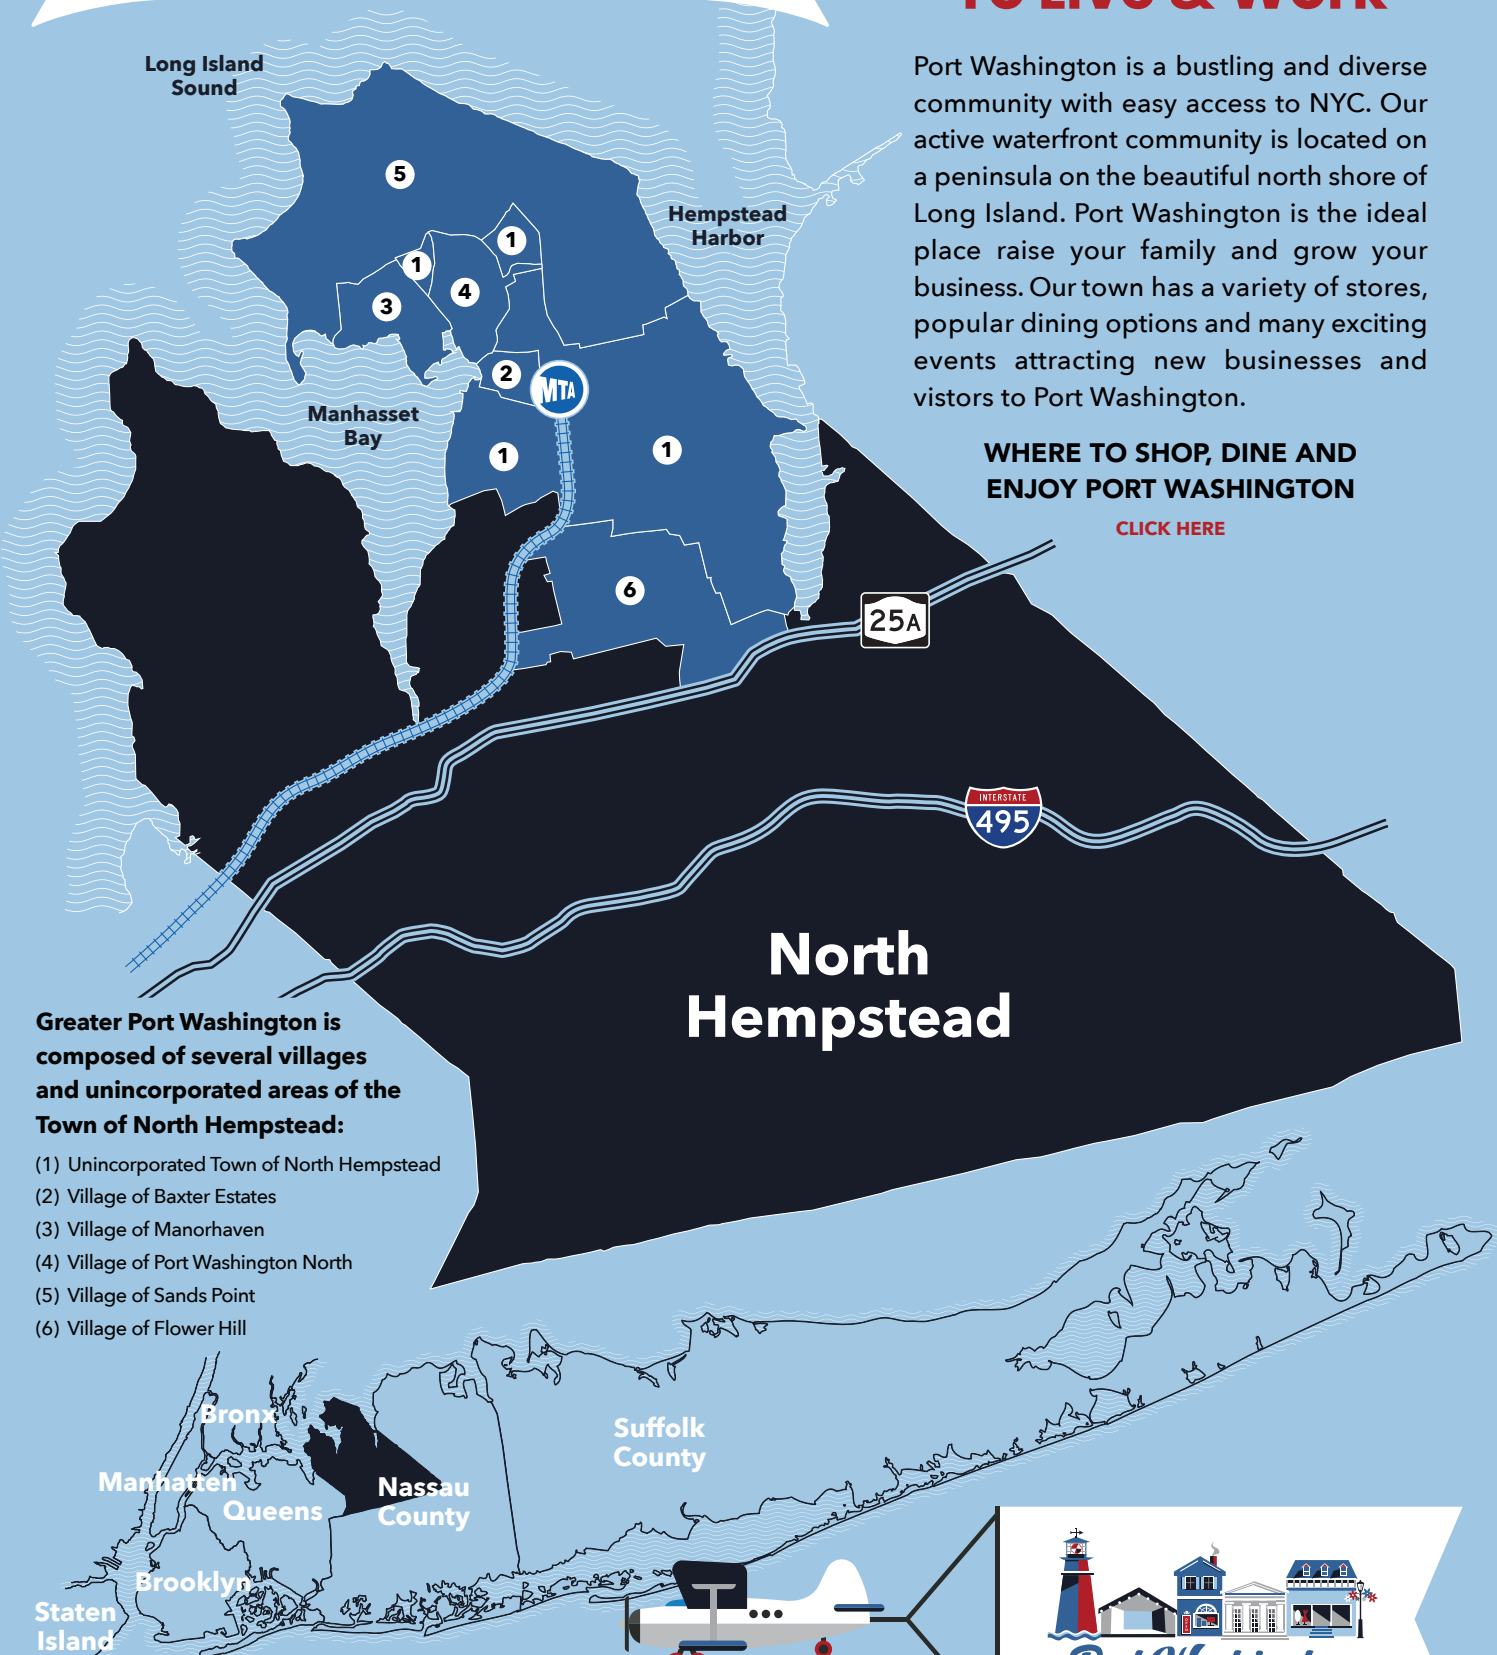 To Live & Work
Long Island
Sound
Port Washington is a bustling and diverse
community with easy access to NYC. Our
active waterfront community is located on
a peninsula on the beautiful north shore of
Long Island. Port Washington is the ideal
place raise your family and grow your
business. Our town has a variety of stores,
popular dining options and many exciting
events attracting new businesses and
vistors to Port Washington.
5
Hempstead
Harbor
1
1
4
3
2
MTA
Manhasset
Bay
1
1
WHERE TO SHOP, DINE AND
ENJOY PORT WASHINGTON
CLICK HERE
6
25A
INTERSTATE
495
North
Hempstead
Greater Port Washington is
composed of several villages
and unincorporated areas of the
Town of North Hempstead:
(1) Unincorporated Town of North Hempstead
(2) Village of Baxter Estates
(3) Village of Manorhaven
(4) Village of Port Washington North
(5) Village of Sands Point
(6) Village of Flower Hill
Bronx
Suffolk
County
Manhatten
Nassau
County
Queens
Brooklyn
Staten
Island
Port Washington